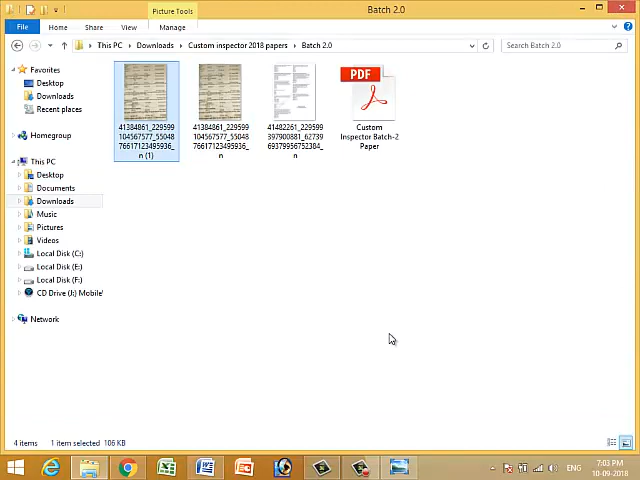 Picture Tools
Batch 2.0
File
Home
Share
View
Manage
This PC
Downloads
Custom inspector 2018 papers
Batch 2.0
Search Batch 2.0
Favorites
Desktop
Downloads
Recent places
Homegroup
This PC
Desktop
Documents
Downloads
Music
Pictures
Videos
Local Disk (C:)
Local Disk (E:)
Local Disk (F:)
CD Drive (J:) Mobile
Network
41384861_229599
104567577_55048
76617123495936_
n (1)
41384861_229599
104567577_55048
76617123495936_
n
41482261_229599
397900881_62739
69379956752384_
n
PDF
Custom
Inspector Batch-2
Paper
4 items
1 item selected 106 KB
ENG
7:03 PM
10-09-2018